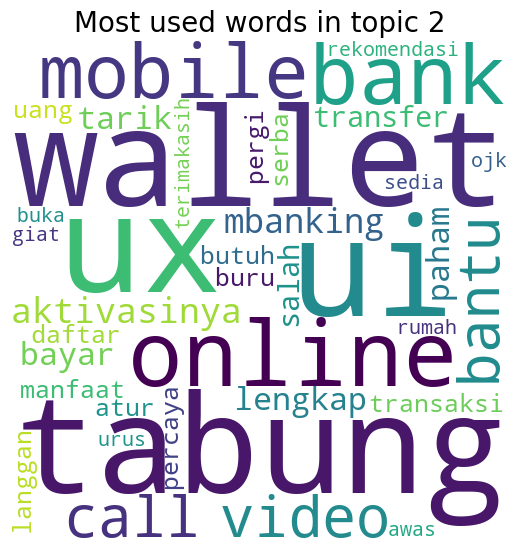 Most used words in topic 2
rekomendasi
mobile
bank
uang
tarik
terimakasih
pergi
serba
transfer
wallet
ojk
sedia
buka
giat
ux
mbanking
butuh
buru
salah
ui
paham
bantu
aktivasinya
daftar
bayar
online
rumah
manfaat
atur
urus
percaya
lengkap
transaksi
langgan
tabung
call
video
awas